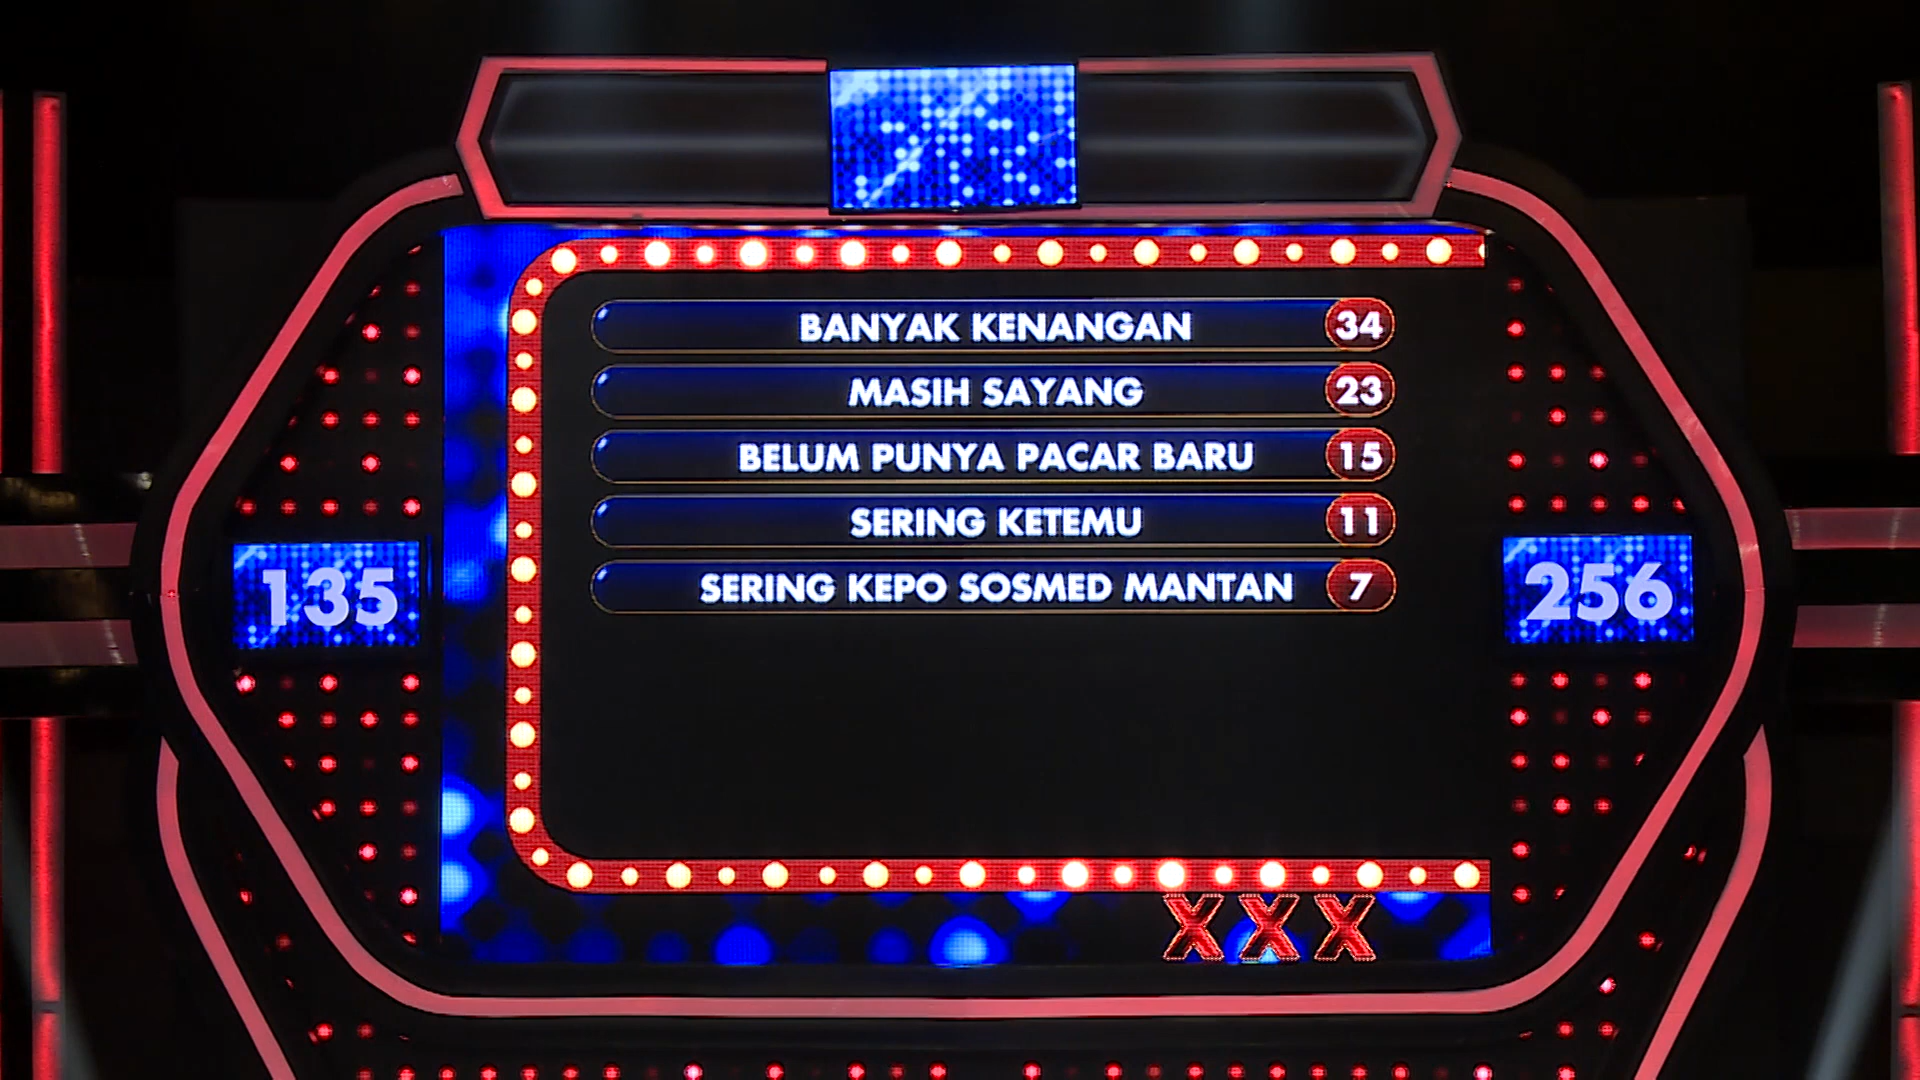 BANYAK KENANGAN 34
MASIH SAYANG 23
BELUM PUNYA PACAR BARU 15
SERING KETEMU 11
SERING KEPO SOSMED MANTAN 7
135
256
X X X